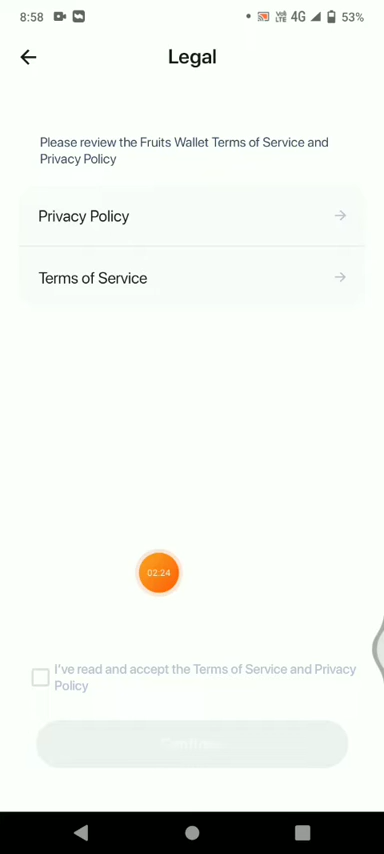 8:58 4G 53%
Legal
Please review the Fruits Wallet Terms of Service and
Privacy Policy
Privacy Policy
Terms of Service
02:24
I've read and accept the Terms of Service and Privacy
Policy